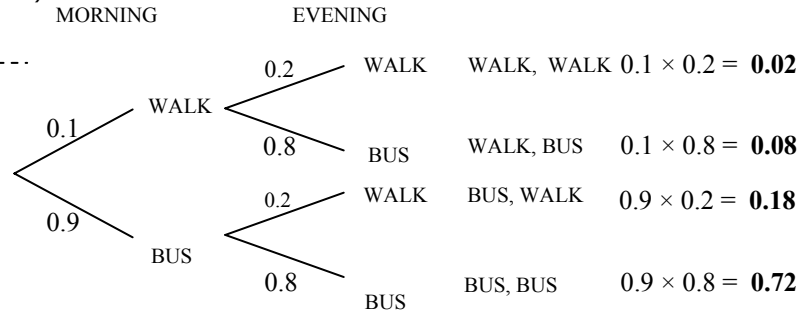 MORNING EVENING
0.2 WALK WALK, WALK 0.1 × 0.2 = 0.02
WALK
0.1
0.8 BUS WALK, BUS 0.1 × 0.8 = 0.08
0.2 WALK BUS, WALK 0.9 × 0.2 = 0.18
0.9
BUS
0.8 BUS BUS, BUS 0.9 × 0.8 = 0.72